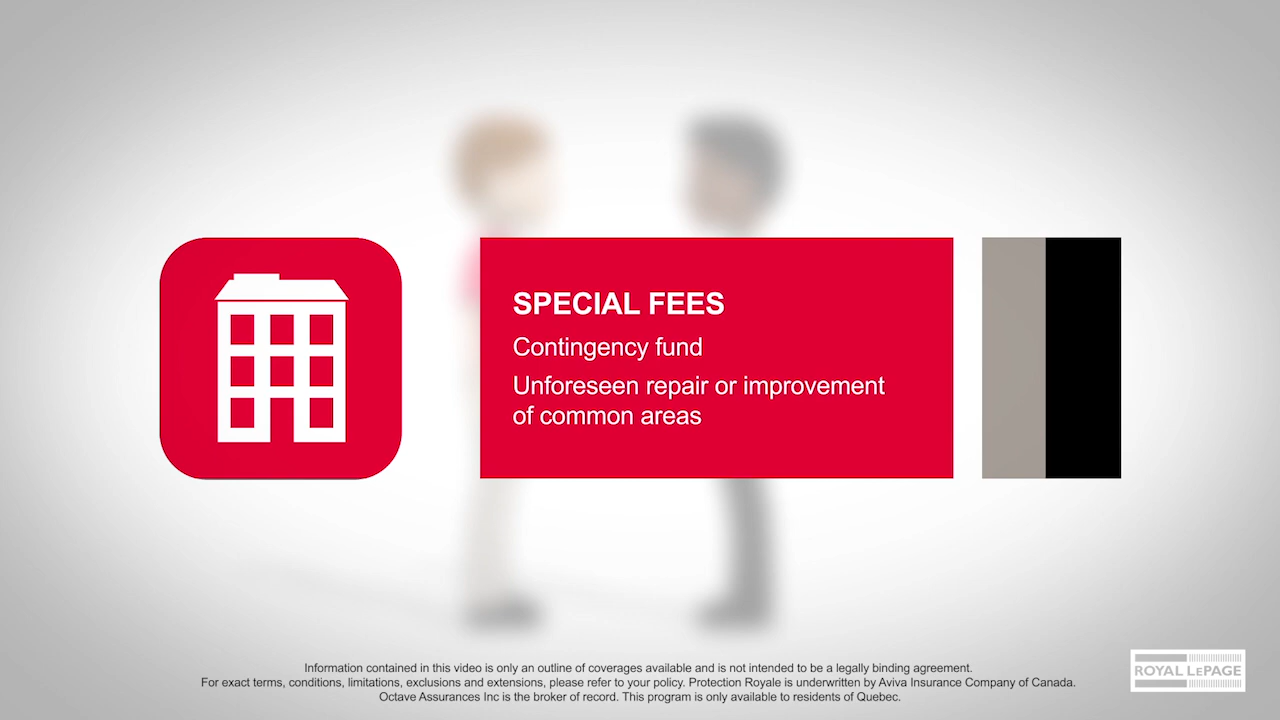 SPECIAL FEES
Contingency fund
Unforeseen repair or improvement
of common areas
Information contained in this video is only an outline of coverages available and is not intended to be a legally binding agreement.
For exact terms, conditions, limitations, exclusions and extensions, please refer to your policy. Protection Royale is underwritten by Aviva Insurance Company of Canada.
Octave Assurances Inc is the broker of record. This program is only available to residents of Quebec.
ROYAL LEPAGE